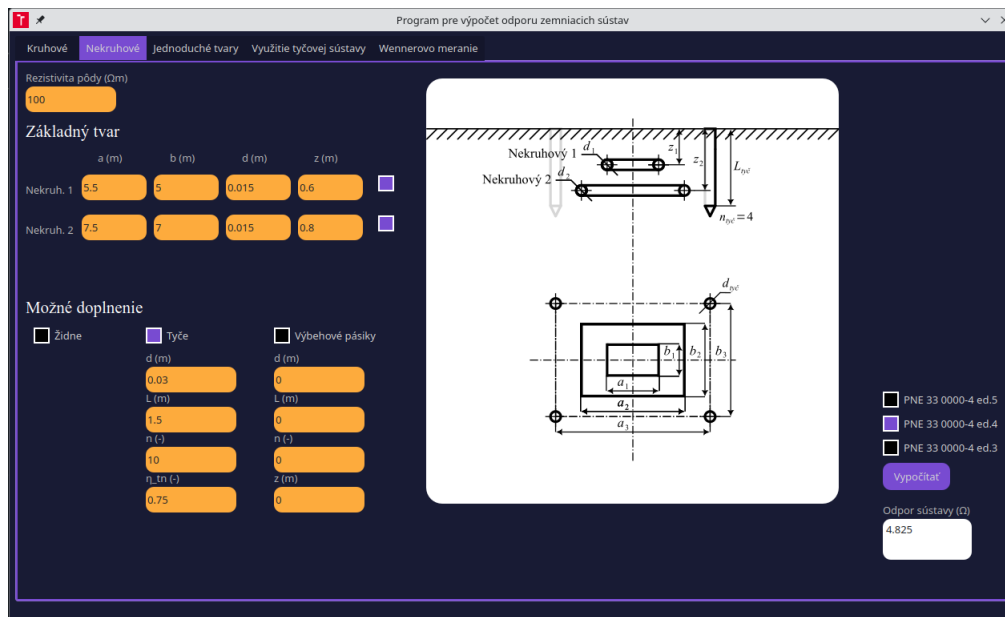 Program pre výpočet odporu zemniacich sústav
Kruhové Nekruhové Jednoduché tvary Využitie tyčovej sústavy Wennerovo meranie
Rezistivita pôdy (Ωm)
100
Základný tvar
a (m) b (m) d (m) z (m)
Nekruh. 1 5.5 5 0.015 0.6
Nekruh. 2 7.5 7 0.015 0.8
Možné doplnenie
Židne Tyče Výbehové pásiky
d (m) d (m)
0.03 0
L (m) L (m)
1.5 0
n (-) n (-)
10 0
η_tn (-) z (m)
0.75 0
Nekruhový 1 d1 z1
Nekruhový 2 d2 z2 Ltyč
ntyč=4
dtyč
b1 b2 b3
a1
a2
a3
PNE 33 0000-4 ed.5
PNE 33 0000-4 ed.4
PNE 33 0000-4 ed.3
Vypočítať
Odpor sústavy (Ω)
4.825